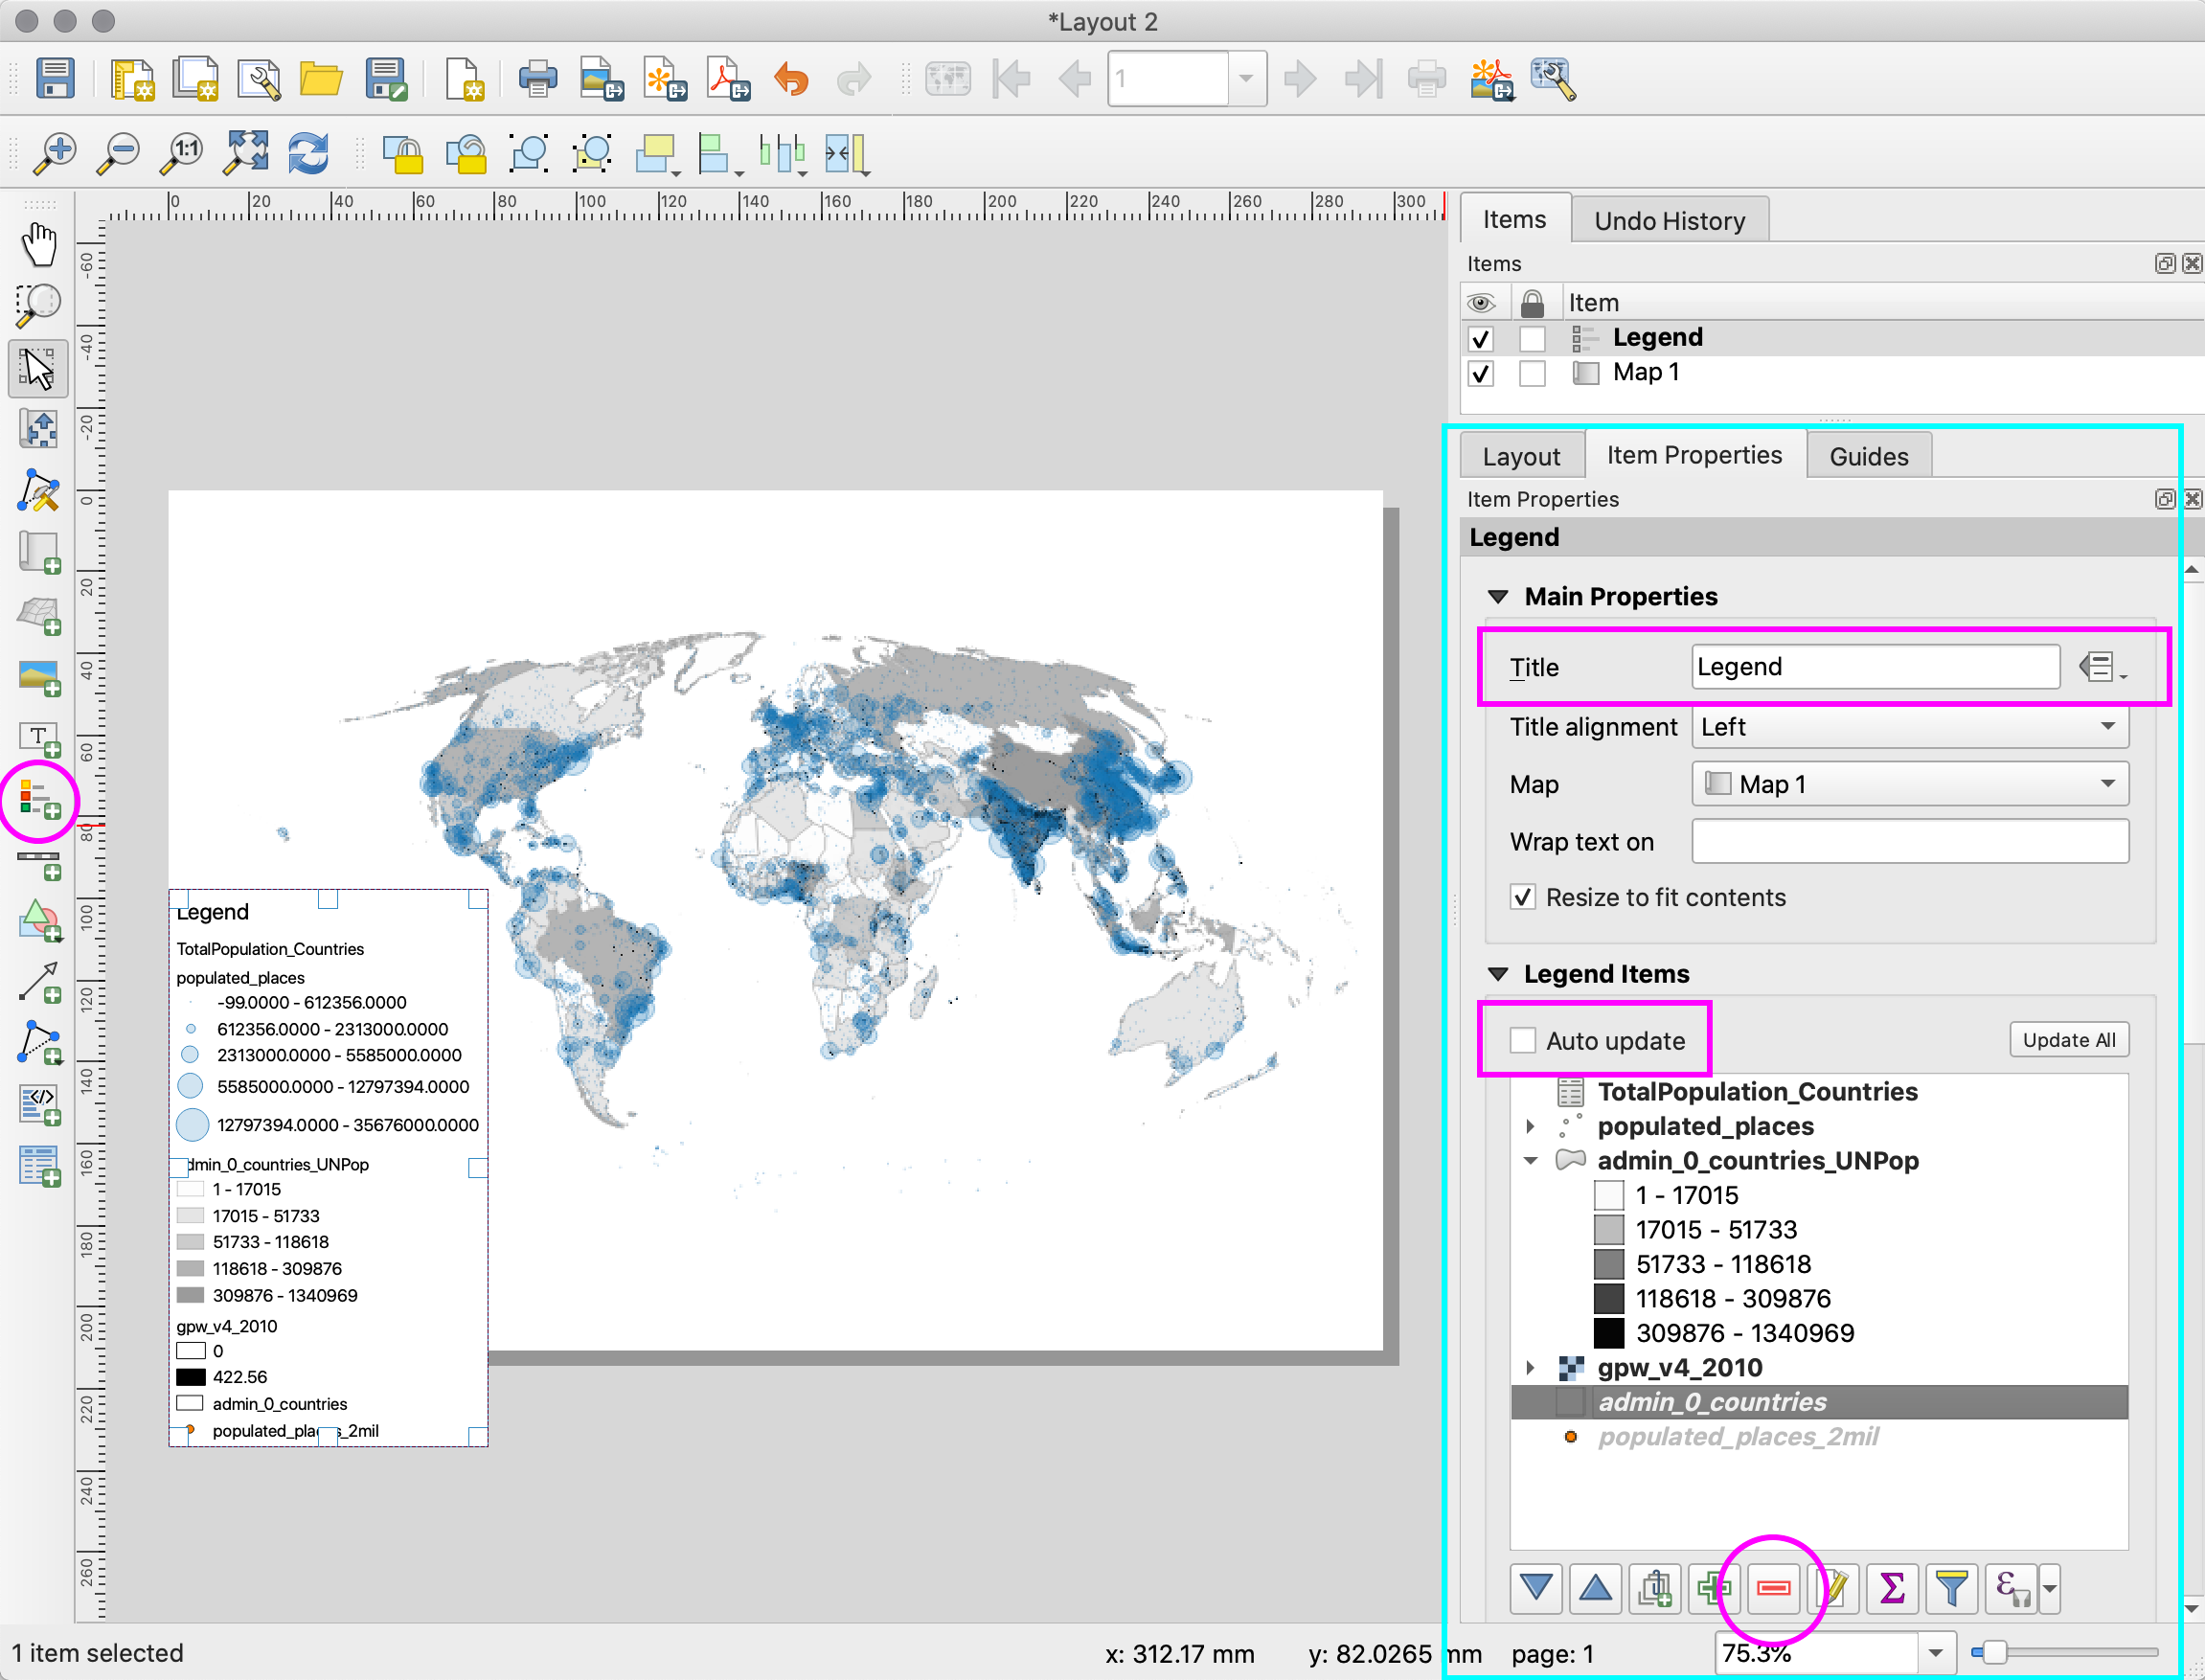 *Layout 2
1
1:1
0 20 40 60 80 100 120 140 160 180 200 220 240 260 280 300
-60
-40
-20
0
20
40
60
80
100
120
140
160
180
200
220
240
260
T
Legend
TotalPopulation_Countries
populated_places
-99.0000 - 612356.0000
612356.0000 - 2313000.0000
2313000.0000 - 5585000.0000
5585000.0000 - 12797394.0000
12797394.0000 - 35676000.0000
dmin_0_countries_UNPop
1 - 17015
17015 - 51733
51733 - 118618
118618 - 309876
309876 - 1340969
gpw_v4_2010
0
422.56
admin_0_countries
populated_places_2mil
Items Undo History
Items
Item
Legend
Map 1
Layout Item Properties Guides
Item Properties
Legend
Main Properties
Title Legend
Title alignment Left
Map Map 1
Wrap text on
Resize to fit contents
Legend Items
Auto update Update All
TotalPopulation_Countries
populated_places
admin_0_countries_UNPop
1 - 17015
17015 - 51733
51733 - 118618
118618 - 309876
309876 - 1340969
gpw_v4_2010
admin_0_countries
populated_places_2mil
Σ ε
1 item selected x: 312.17 mm y: 82.0265 mm page: 1 75.3%